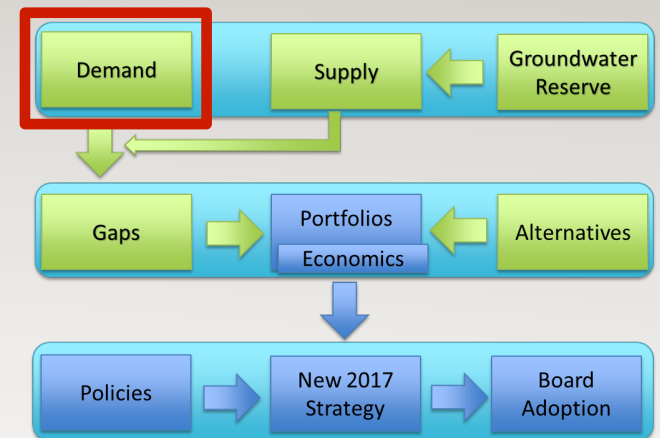 Demand
Supply
Groundwater
Reserve
Gaps
Portfolios
Economics
Alternatives
Policies
New 2017
Strategy
Board
Adoption